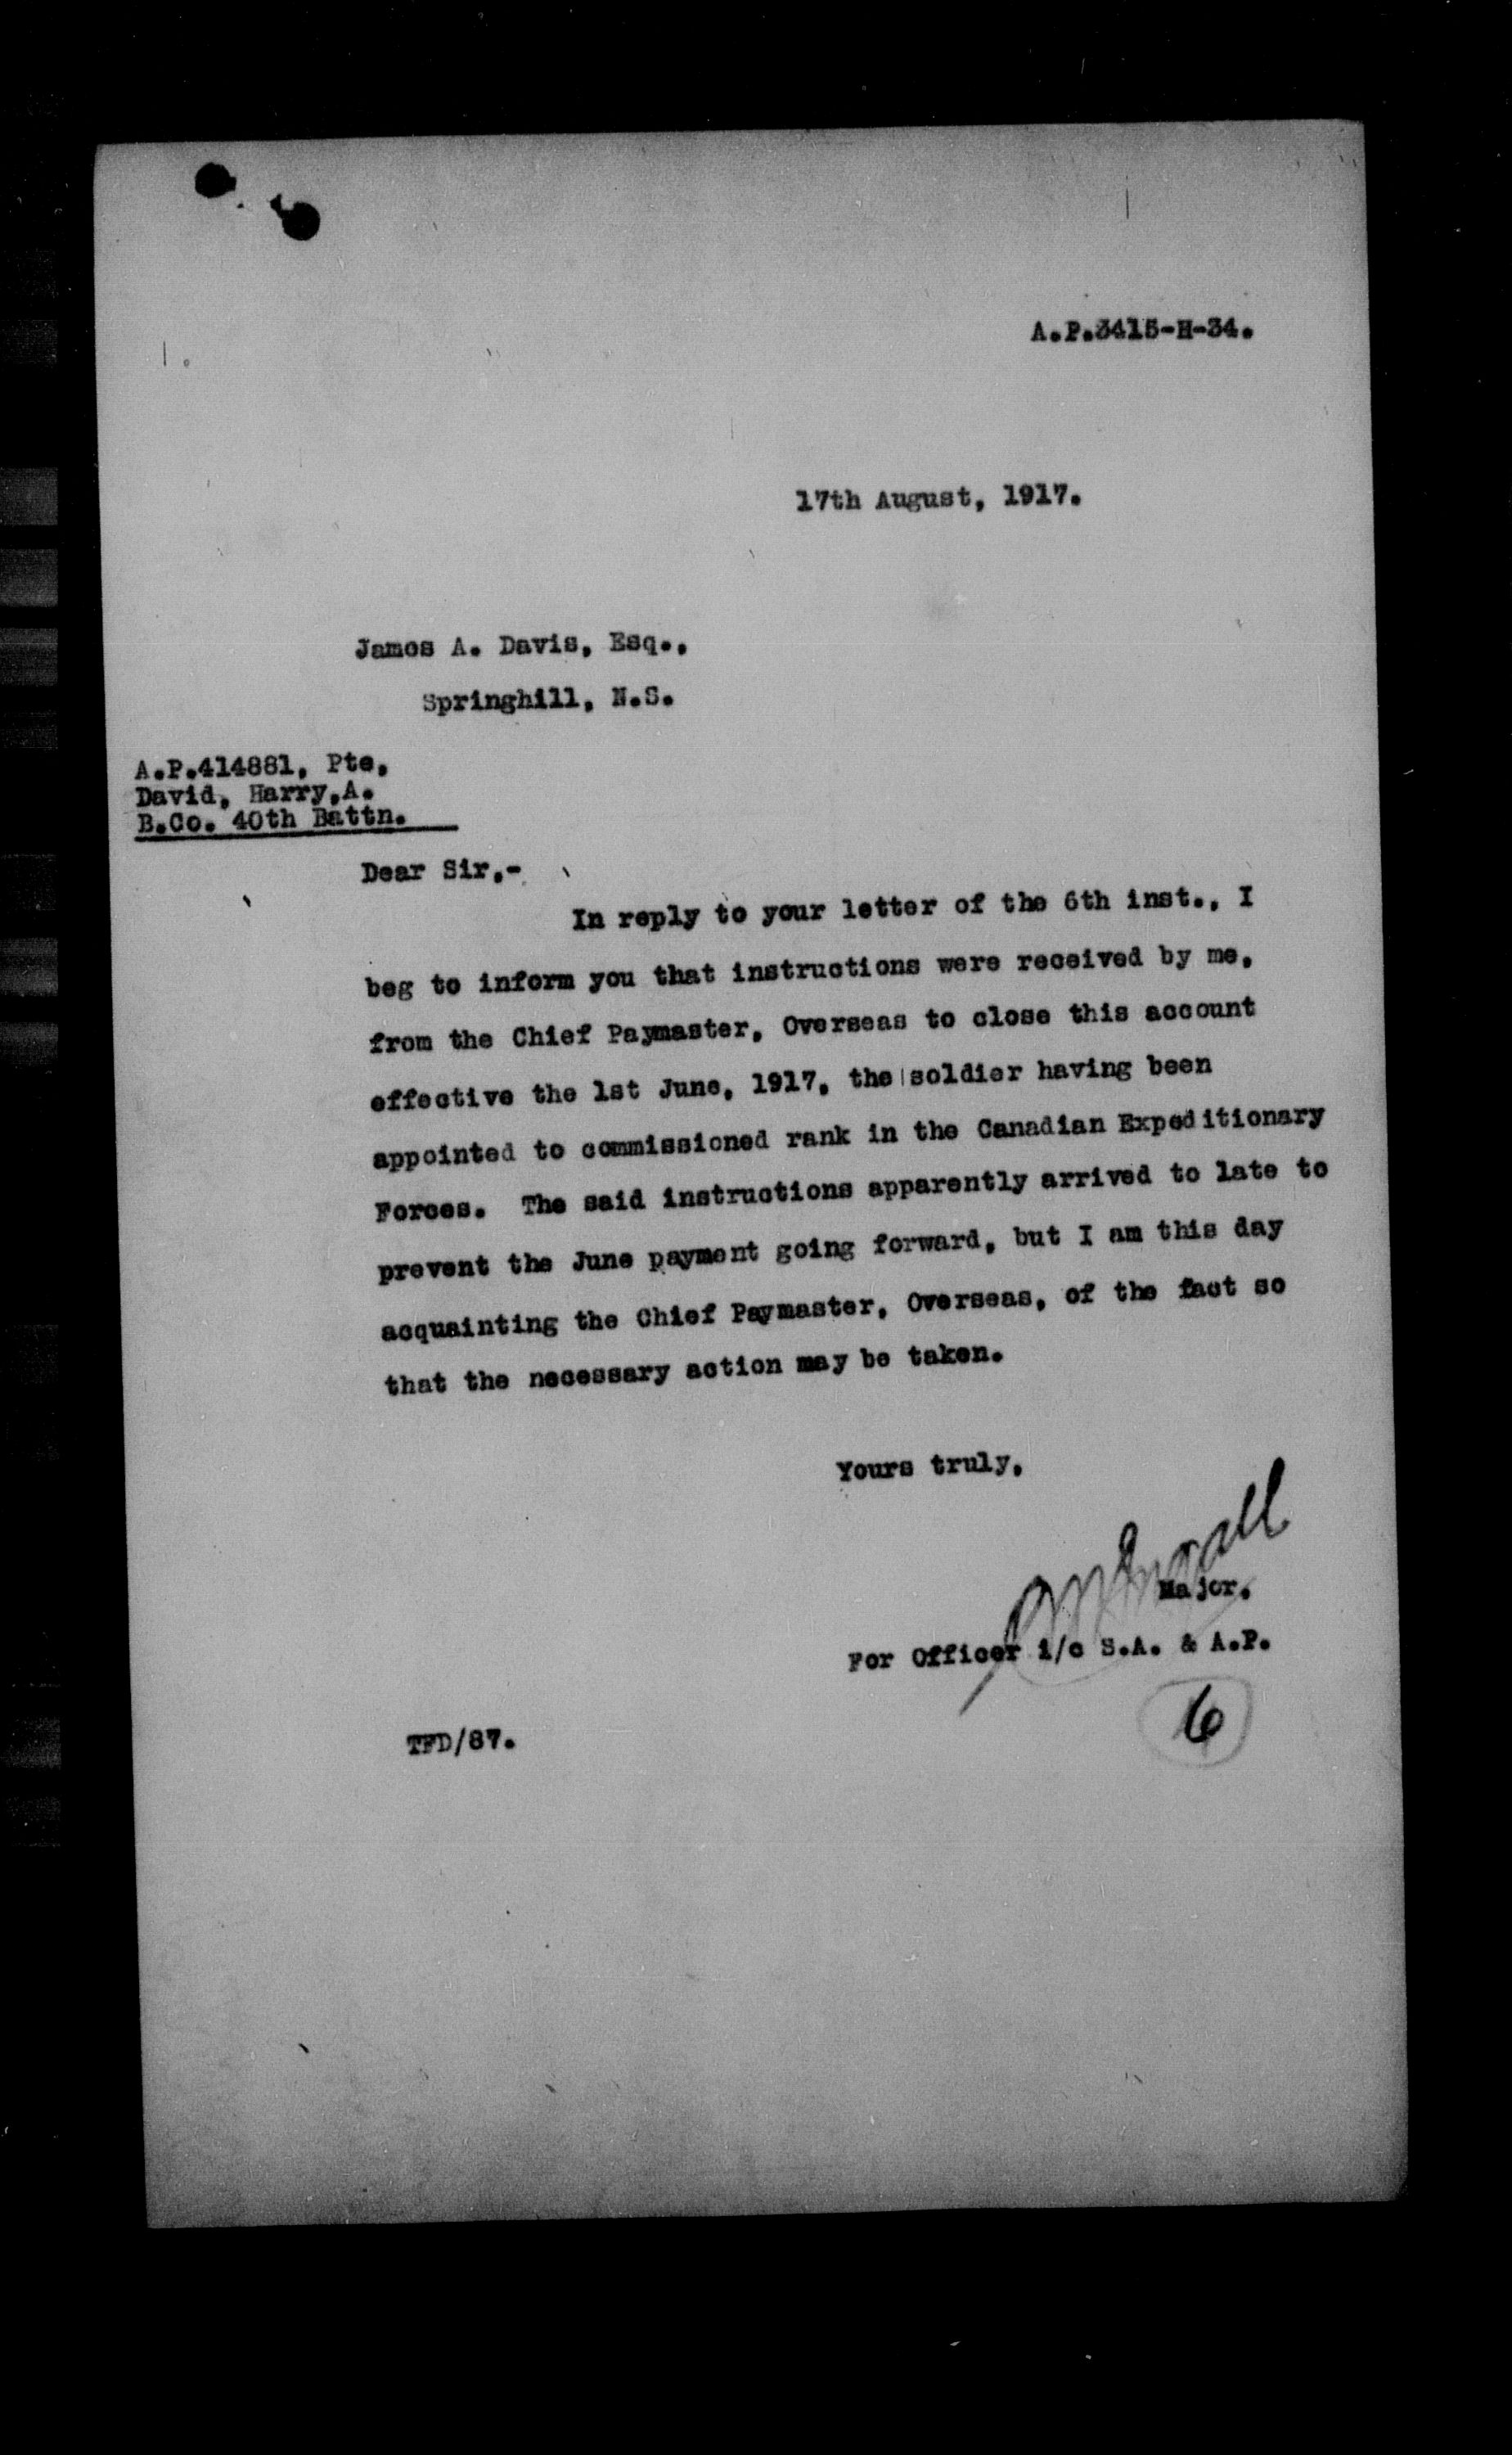 A.P.3415-H-34.
17th August, 1917.
James A. Davis, Esq.,
Springhill, N.S.
A.P.414881, Pte,
David, Harry,A.
B.Co. 40th Battn.
Dear Sir,-
In reply to your letter of the 6th inst., I
beg to inform you that instructions were received by me,
from the Chief Paymaster, Overseas to close this account
effective the 1st June, 1917, the soldier having been
appointed to commissioned rank in the Canadian Expeditionary
Forces. The said instructions apparently arrived to late to
prevent the June payment going forward, but I am this day
acquainting the Chief Paymaster, Overseas, of the fact so
that the necessary action may be taken.
Yours truly,
Major.
For Officer i/c S.A. & A.P.
6
TFD/87.